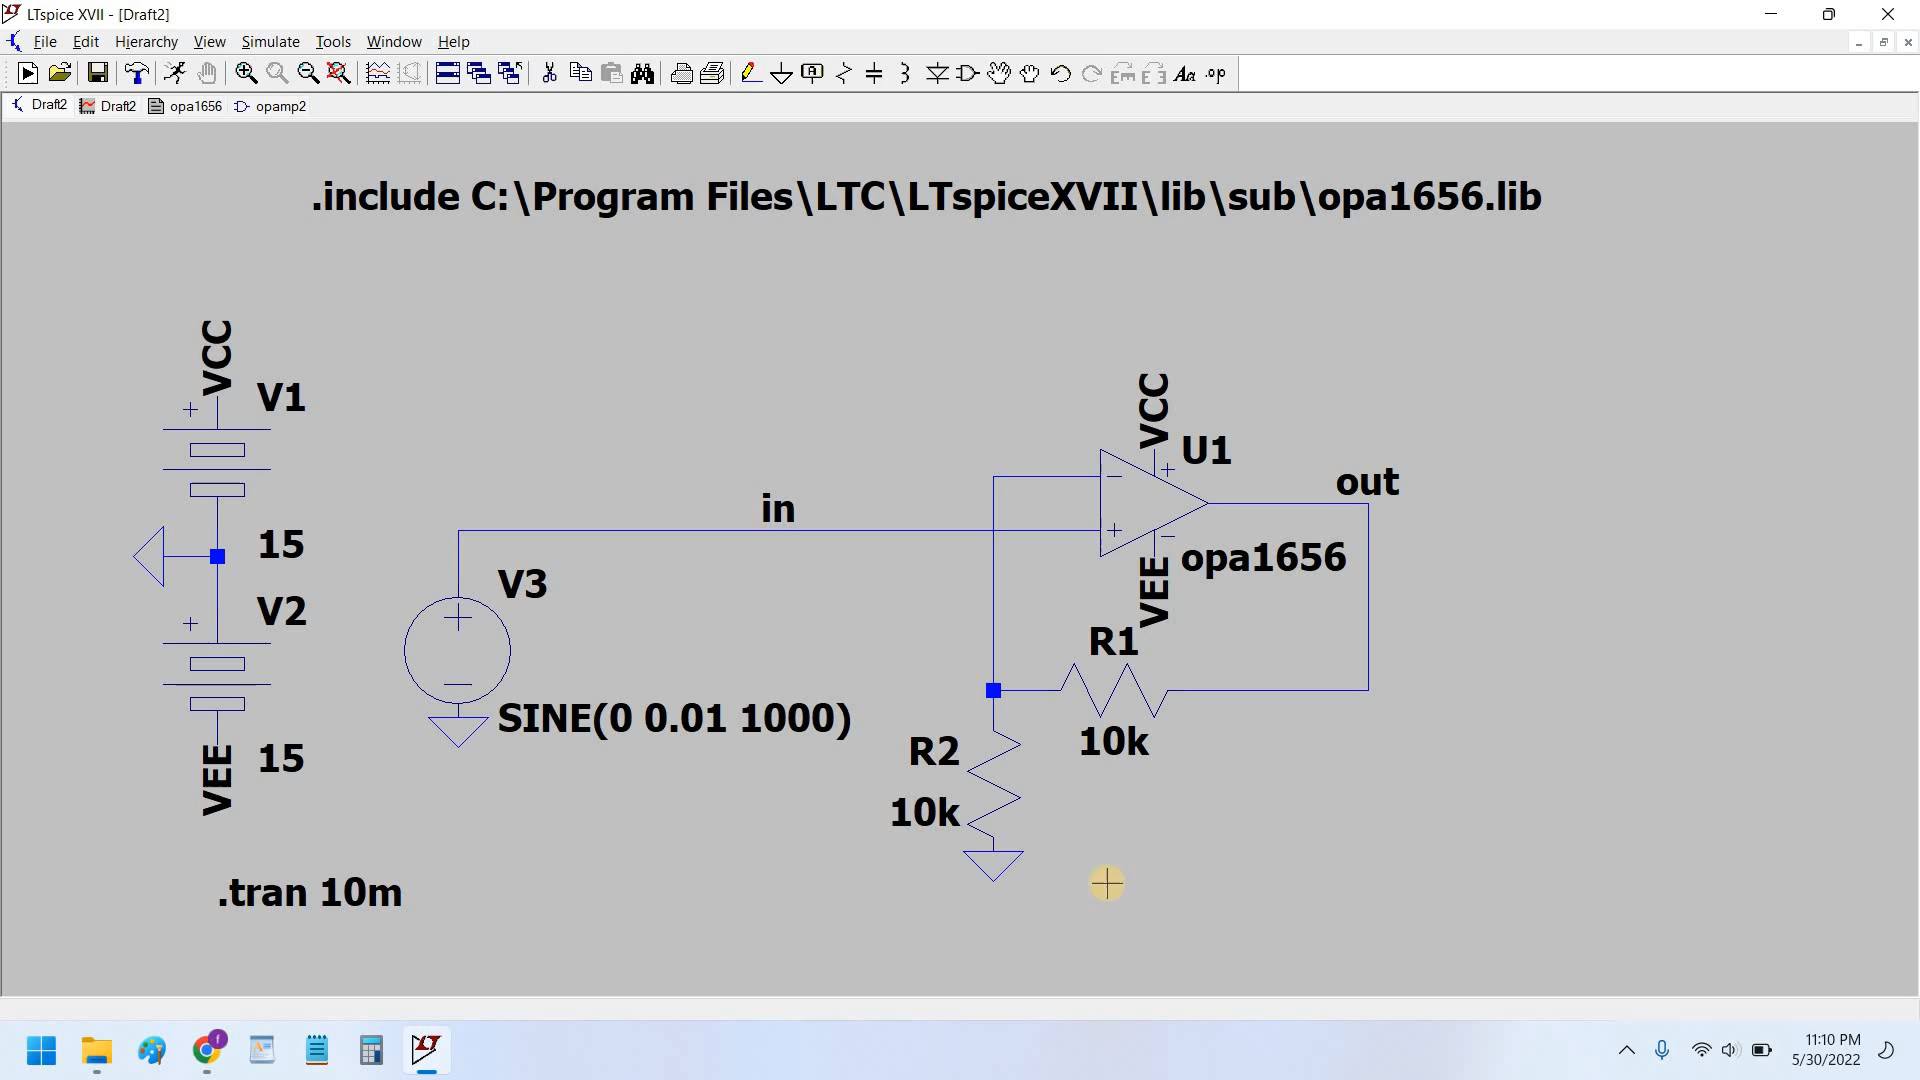 LTspice XVII - [Draft2]
File Edit Hierarchy View Simulate Tools Window Help
Draft2 Draft2 opa1656 opamp2
.include C:\Program Files\LTC\LTspiceXVII\lib\sub\opa1656.lib
VCC
V1
15
V2
15
VEE
in
V3
SINE(0 0.01 1000)
VCC
U1
out
opa1656
VEE
R1
10k
R2
10k
.tran 10m
11:10 PM
5/30/2022